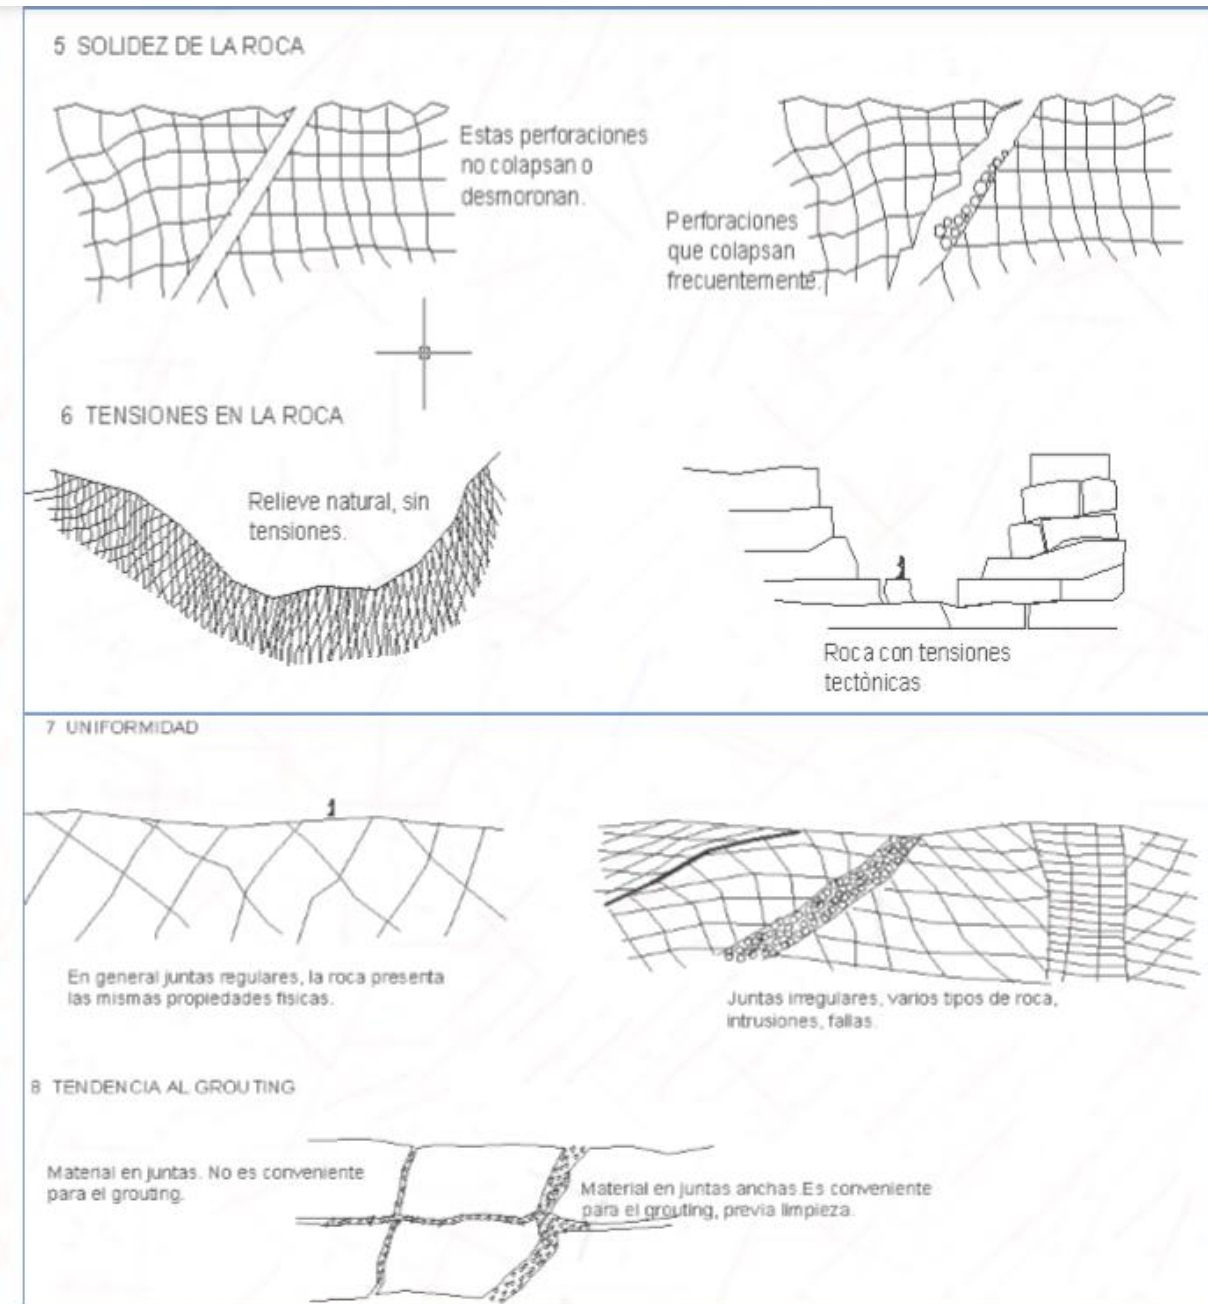 5 SOLIDEZ DE LA ROCA
Estas perforaciones
no colapsan o
desmoronan.
Perforaciones
que colapsan
frecuentemente.
6 TENSIONES EN LA ROCA
Relieve natural, sin
tensiones.
Roca con tensiones
tectònicas
7 UNIFORMIDAD
En general juntas regulares, la roca presenta
las mismas propiedades fisicas.
Juntas irregulares, varios tipos de roca,
intrusiones, fallas.
8 TENDENCIA AL GROUTING
Material en juntas. No es conveniente
para el grouting.
Material en juntas anchas.Es conveniente
para el grouting, previa limpieza.